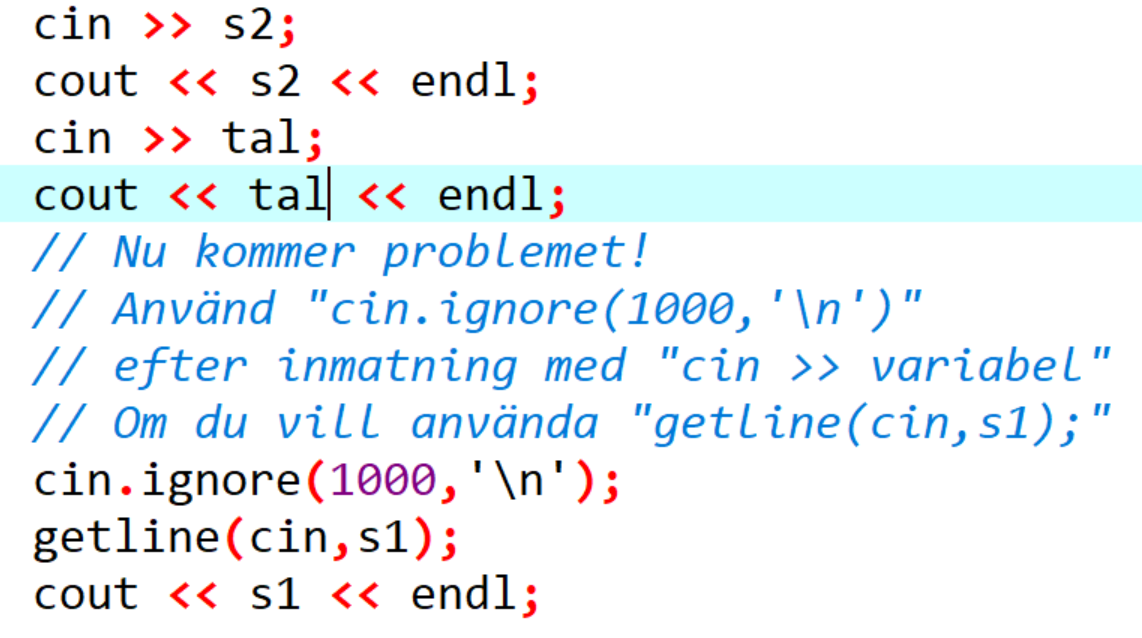 cin >> s2;
cout << s2 << endl;
cin >> tal;
cout << tal << endl;
// Nu kommer problemet!
// Använd "cin.ignore(1000,'\n')"
// efter inmatning med "cin >> variabel"
// Om du vill använda "getline(cin,s1);"
cin.ignore(1000,'\n');
getline(cin,s1);
cout << s1 << endl;